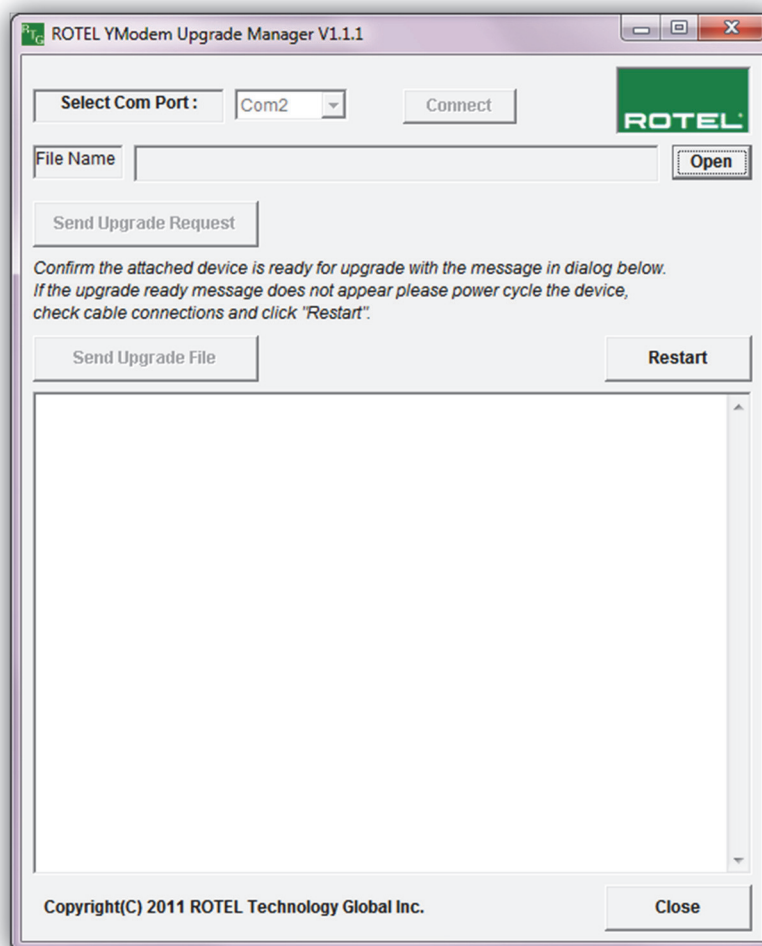 RTG ROTEL YModem Upgrade Manager V1.1.1
Select Com Port : Com2 Connect ROTEL
File Name Open
Send Upgrade Request
Confirm the attached device is ready for upgrade with the message in dialog below.
If the upgrade ready message does not appear please power cycle the device,
check cable connections and click "Restart".
Send Upgrade File Restart
Copyright(C) 2011 ROTEL Technology Global Inc. Close